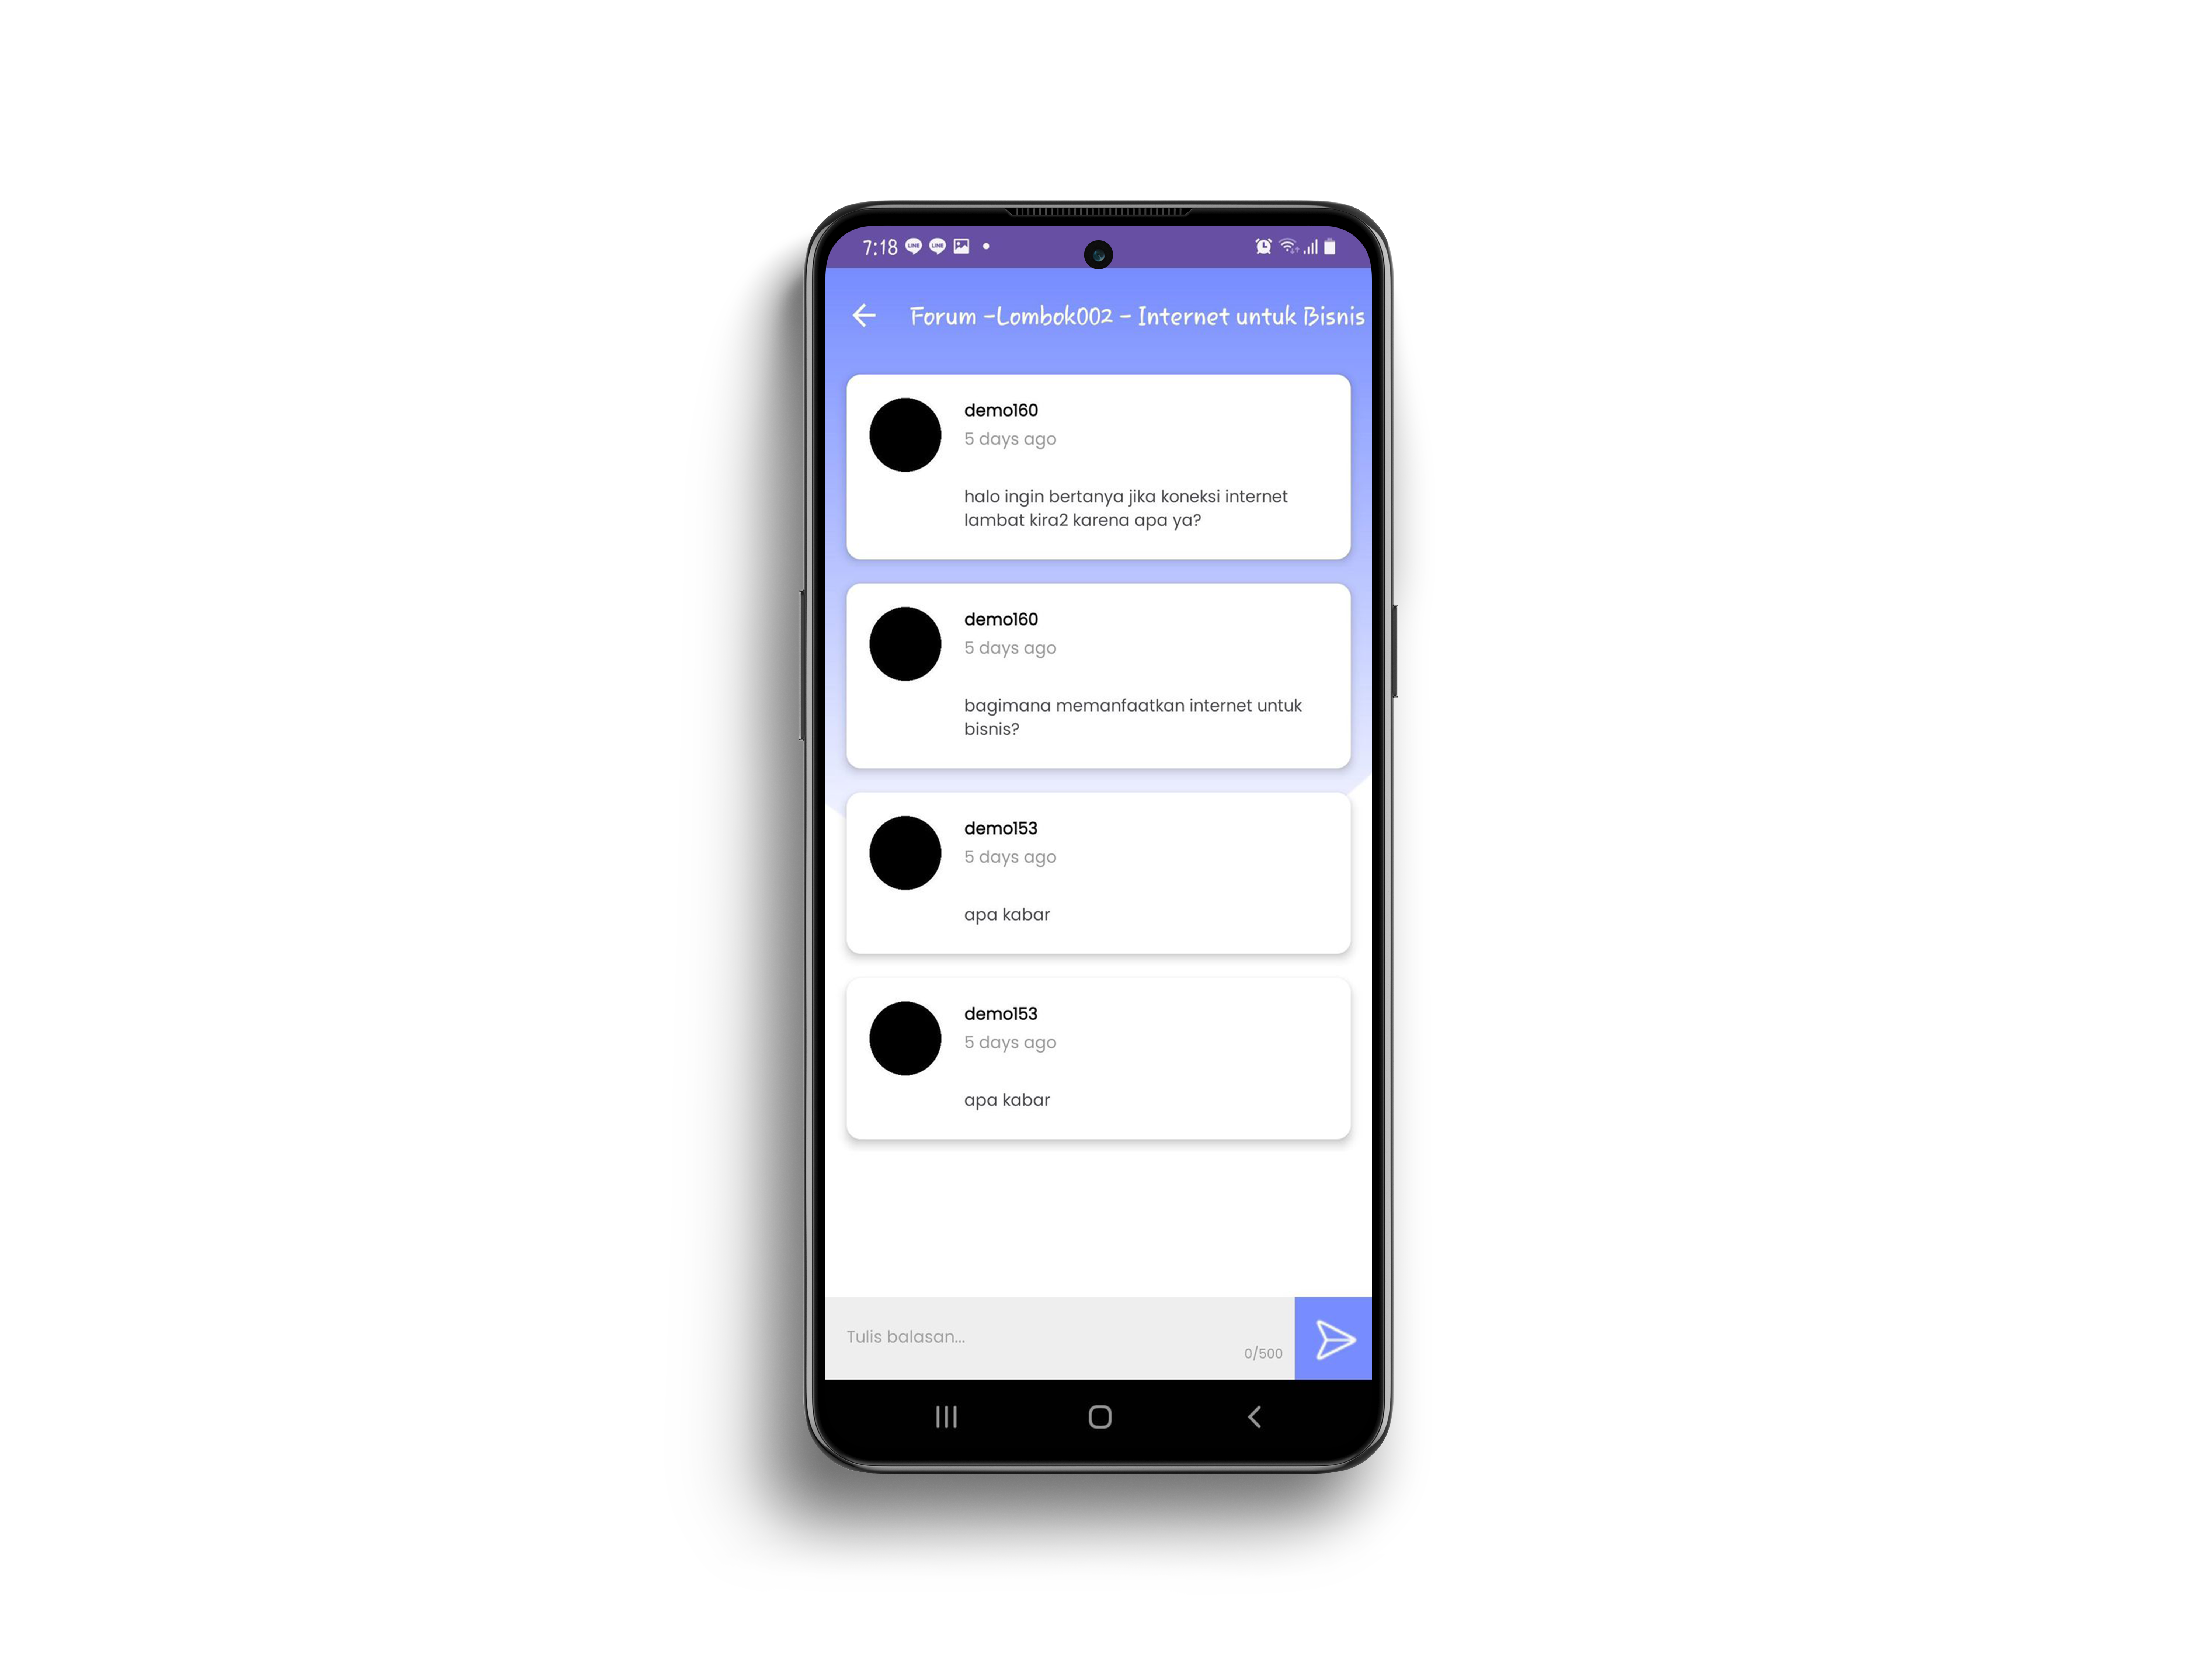 7:18 LINE LINE
Forum -Lombok002 - Internet untuk Bisnis
demo160
5 days ago
halo ingin bertanya jika koneksi internet
lambat kira2 karena apa ya?
demo160
5 days ago
bagimana memanfaatkan internet untuk
bisnis?
demo153
5 days ago
apa kabar
demo153
5 days ago
apa kabar
Tulis balasan...
0/500